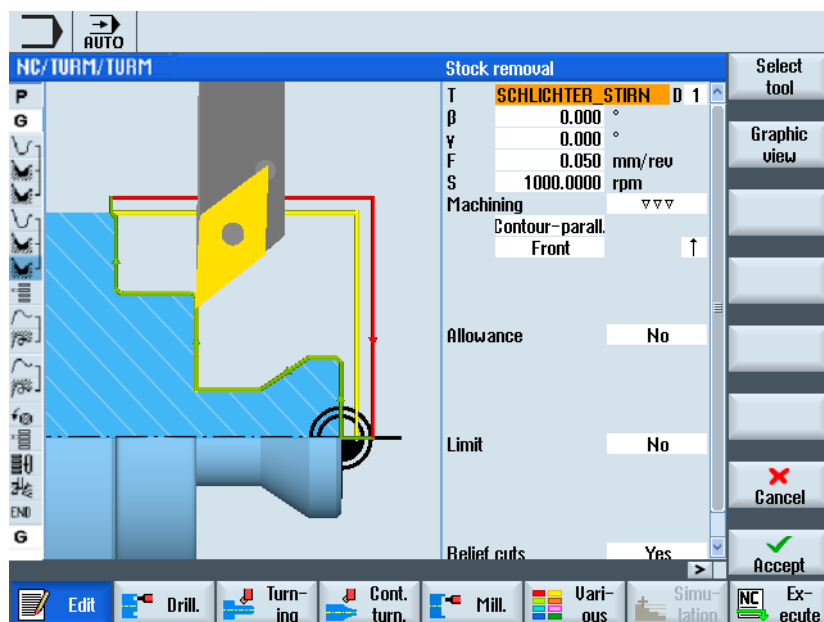 AUTO
NC/TURM/TURM
Stock removal
Select tool
P
T SCHLICHTER_STIRN D 1
β 0.000 °
G
γ 0.000 °
Graphic view
F 0.050 mm/rev
S 1000.0000 rpm
Machining ▿▿▿
Contour-parall.
Front ↑
Allowance No
Limit No
Cancel
END
G
Relief cuts Yes
>
Accept
Edit
Drill.
Turn-
ing
Cont.
turn.
Mill.
Vari-
ous
Simu-
lation
NC Ex-
ecute